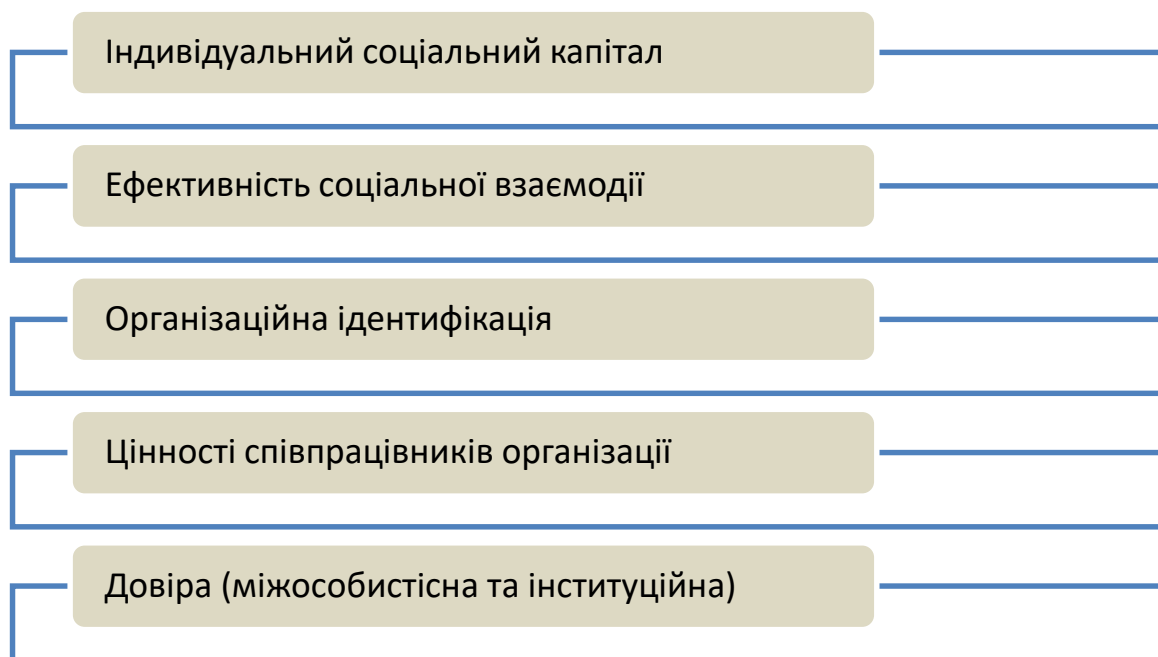 Індивідуальний соціальний капітал
Ефективність соціальної взаємодії
Організаційна ідентифікація
Цінності співпрацівників організації
Довіра (міжособистісна та інституційна)